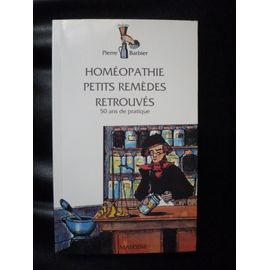 Pierre Barbier
HOMÉOPATHIE
PETITS REMÈDES
RETROUVÉS
50 ans de pratique